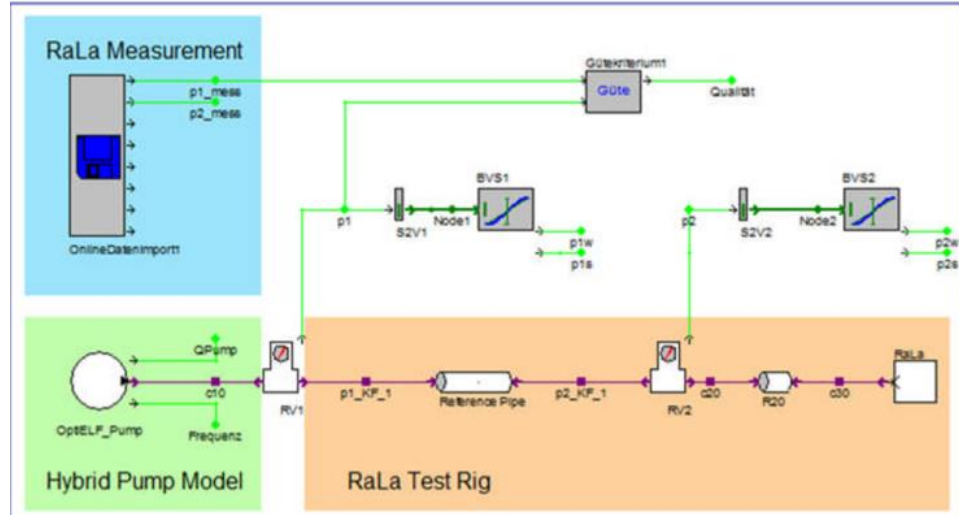 RaLa Measurement
Gütekriterium1
Güte
Qualität
p1_mess
p2_mess
OnlineDatenImport1
p1
S2V1
Node1
BVS1
p1w
p1s
p2
S2V2
Node2
BVS2
p2w
p2s
QPump
c10
OptiELF_Pump
Frequenz
RV1
p1_KF_1
Reference Pipe
p2_KF_1
RV2
c20
R20
c30
RaLa
Hybrid Pump Model
RaLa Test Rig